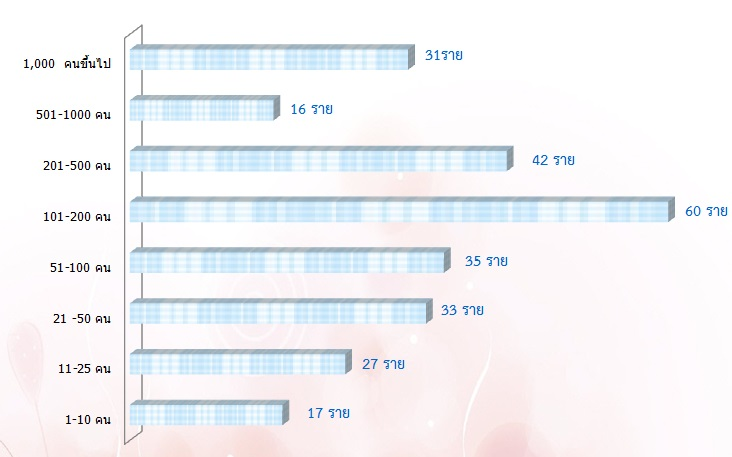 1,000 คนขึ้นไป 31ราย
501-1000 คน 16 ราย
201-500 คน 42 ราย
101-200 คน 60 ราย
51-100 คน 35 ราย
21 -50 คน 33 ราย
11-25 คน 27 ราย
1-10 คน 17 ราย